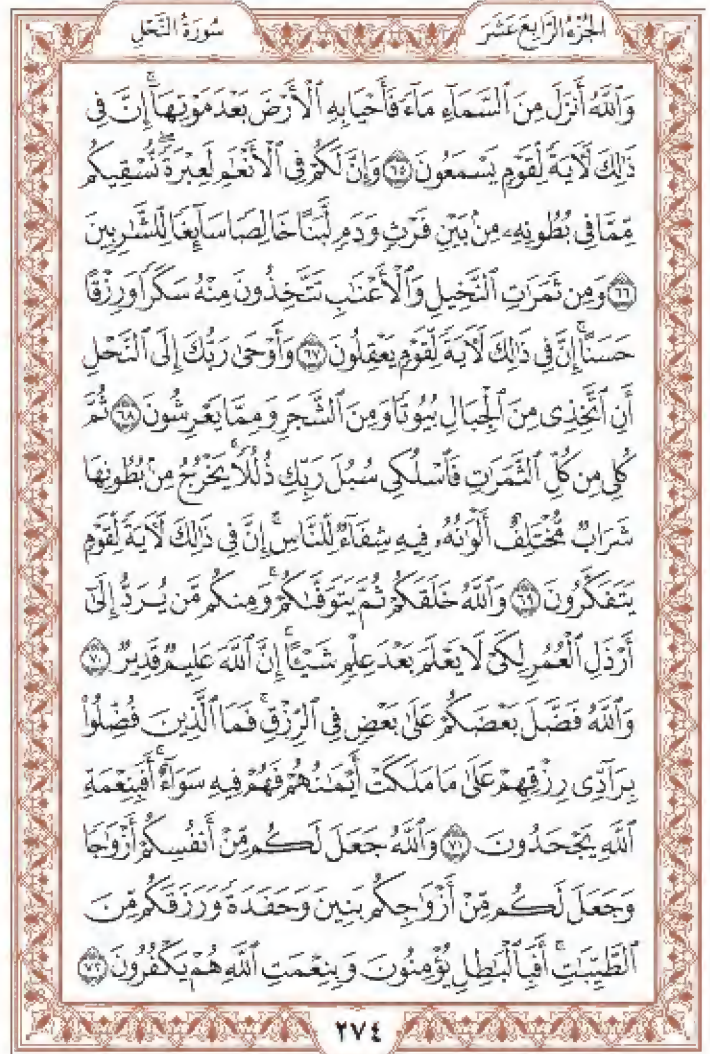 الجزء الرابع عشر
سورة النحل
وَٱللَّهُ أَنزَلَ مِنَ ٱلسَّمَآءِ مَآءً فَأَحْيَا بِهِ ٱلْأَرْضَ بَعْدَ مَوْتِهَآ ۚ إِنَّ فِى
ذَٰلِكَ لَءَايَةً لِّقَوْمٍ يَسْمَعُونَ ٦٥ وَإِنَّ لَكُمْ فِى ٱلْأَنْعَٰمِ لَعِبْرَةً ۖ نُّسْقِيكُم
مِّمَّا فِى بُطُونِهِۦ مِنۢ بَيْنِ فَرْثٍ وَدَمٍ لَّبَنًا خَالِصًا سَآئِغًا لِّلشَّٰرِبِينَ
٦٦ وَمِن ثَمَرَٰتِ ٱلنَّخِيلِ وَٱلْأَعْنَٰبِ تَتَّخِذُونَ مِنْهُ سَكَرًا وَرِزْقًا
حَسَنًا ۗ إِنَّ فِى ذَٰلِكَ لَءَايَةً لِّقَوْمٍ يَعْقِلُونَ ٦٧ وَأَوْحَىٰ رَبُّكَ إِلَى ٱلنَّحْلِ
أَنِ ٱتَّخِذِى مِنَ ٱلْجِبَالِ بُيُوتًا وَمِنَ ٱلشَّجَرِ وَمِمَّا يَعْرِشُونَ ٦٨ ثُمَّ
كُلِى مِن كُلِّ ٱلثَّمَرَٰتِ فَٱسْلُكِى سُبُلَ رَبِّكِ ذُلُلًا ۚ يَخْرُجُ مِنۢ بُطُونِهَا
شَرَابٌ مُّخْتَلِفٌ أَلْوَٰنُهُۥ فِيهِ شِفَآءٌ لِّلنَّاسِ ۗ إِنَّ فِى ذَٰلِكَ لَءَايَةً لِّقَوْمٍ
يَتَفَكَّرُونَ ٦٩ وَٱللَّهُ خَلَقَكُمْ ثُمَّ يَتَوَفَّىٰكُمْ ۚ وَمِنكُم مَّن يُرَدُّ إِلَىٰٓ
أَرْذَلِ ٱلْعُمُرِ لِكَىْ لَا يَعْلَمَ بَعْدَ عِلْمٍ شَيْـًٔا ۚ إِنَّ ٱللَّهَ عَلِيمٌ قَدِيرٌ ٧٠
وَٱللَّهُ فَضَّلَ بَعْضَكُمْ عَلَىٰ بَعْضٍ فِى ٱلرِّزْقِ ۚ فَمَا ٱلَّذِينَ فُضِّلُوا۟
بِرَآدِّى رِزْقِهِمْ عَلَىٰ مَا مَلَكَتْ أَيْمَٰنُهُمْ فَهُمْ فِيهِ سَوَآءٌ ۚ أَفَبِنِعْمَةِ
ٱللَّهِ يَجْحَدُونَ ٧١ وَٱللَّهُ جَعَلَ لَكُم مِّنْ أَنفُسِكُمْ أَزْوَٰجًا
وَجَعَلَ لَكُم مِّنْ أَزْوَٰجِكُم بَنِينَ وَحَفَدَةً وَرَزَقَكُم مِّنَ
ٱلطَّيِّبَٰتِ ۚ أَفَبِٱلْبَٰطِلِ يُؤْمِنُونَ وَبِنِعْمَتِ ٱللَّهِ هُمْ يَكْفُرُونَ ٧٢
٢٧٤